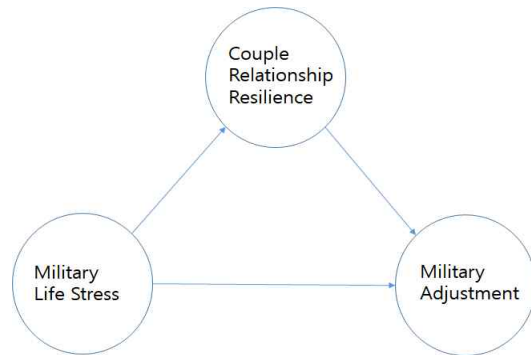 Couple
Relationship
Resilience
Military
Life Stress
Military
Adjustment